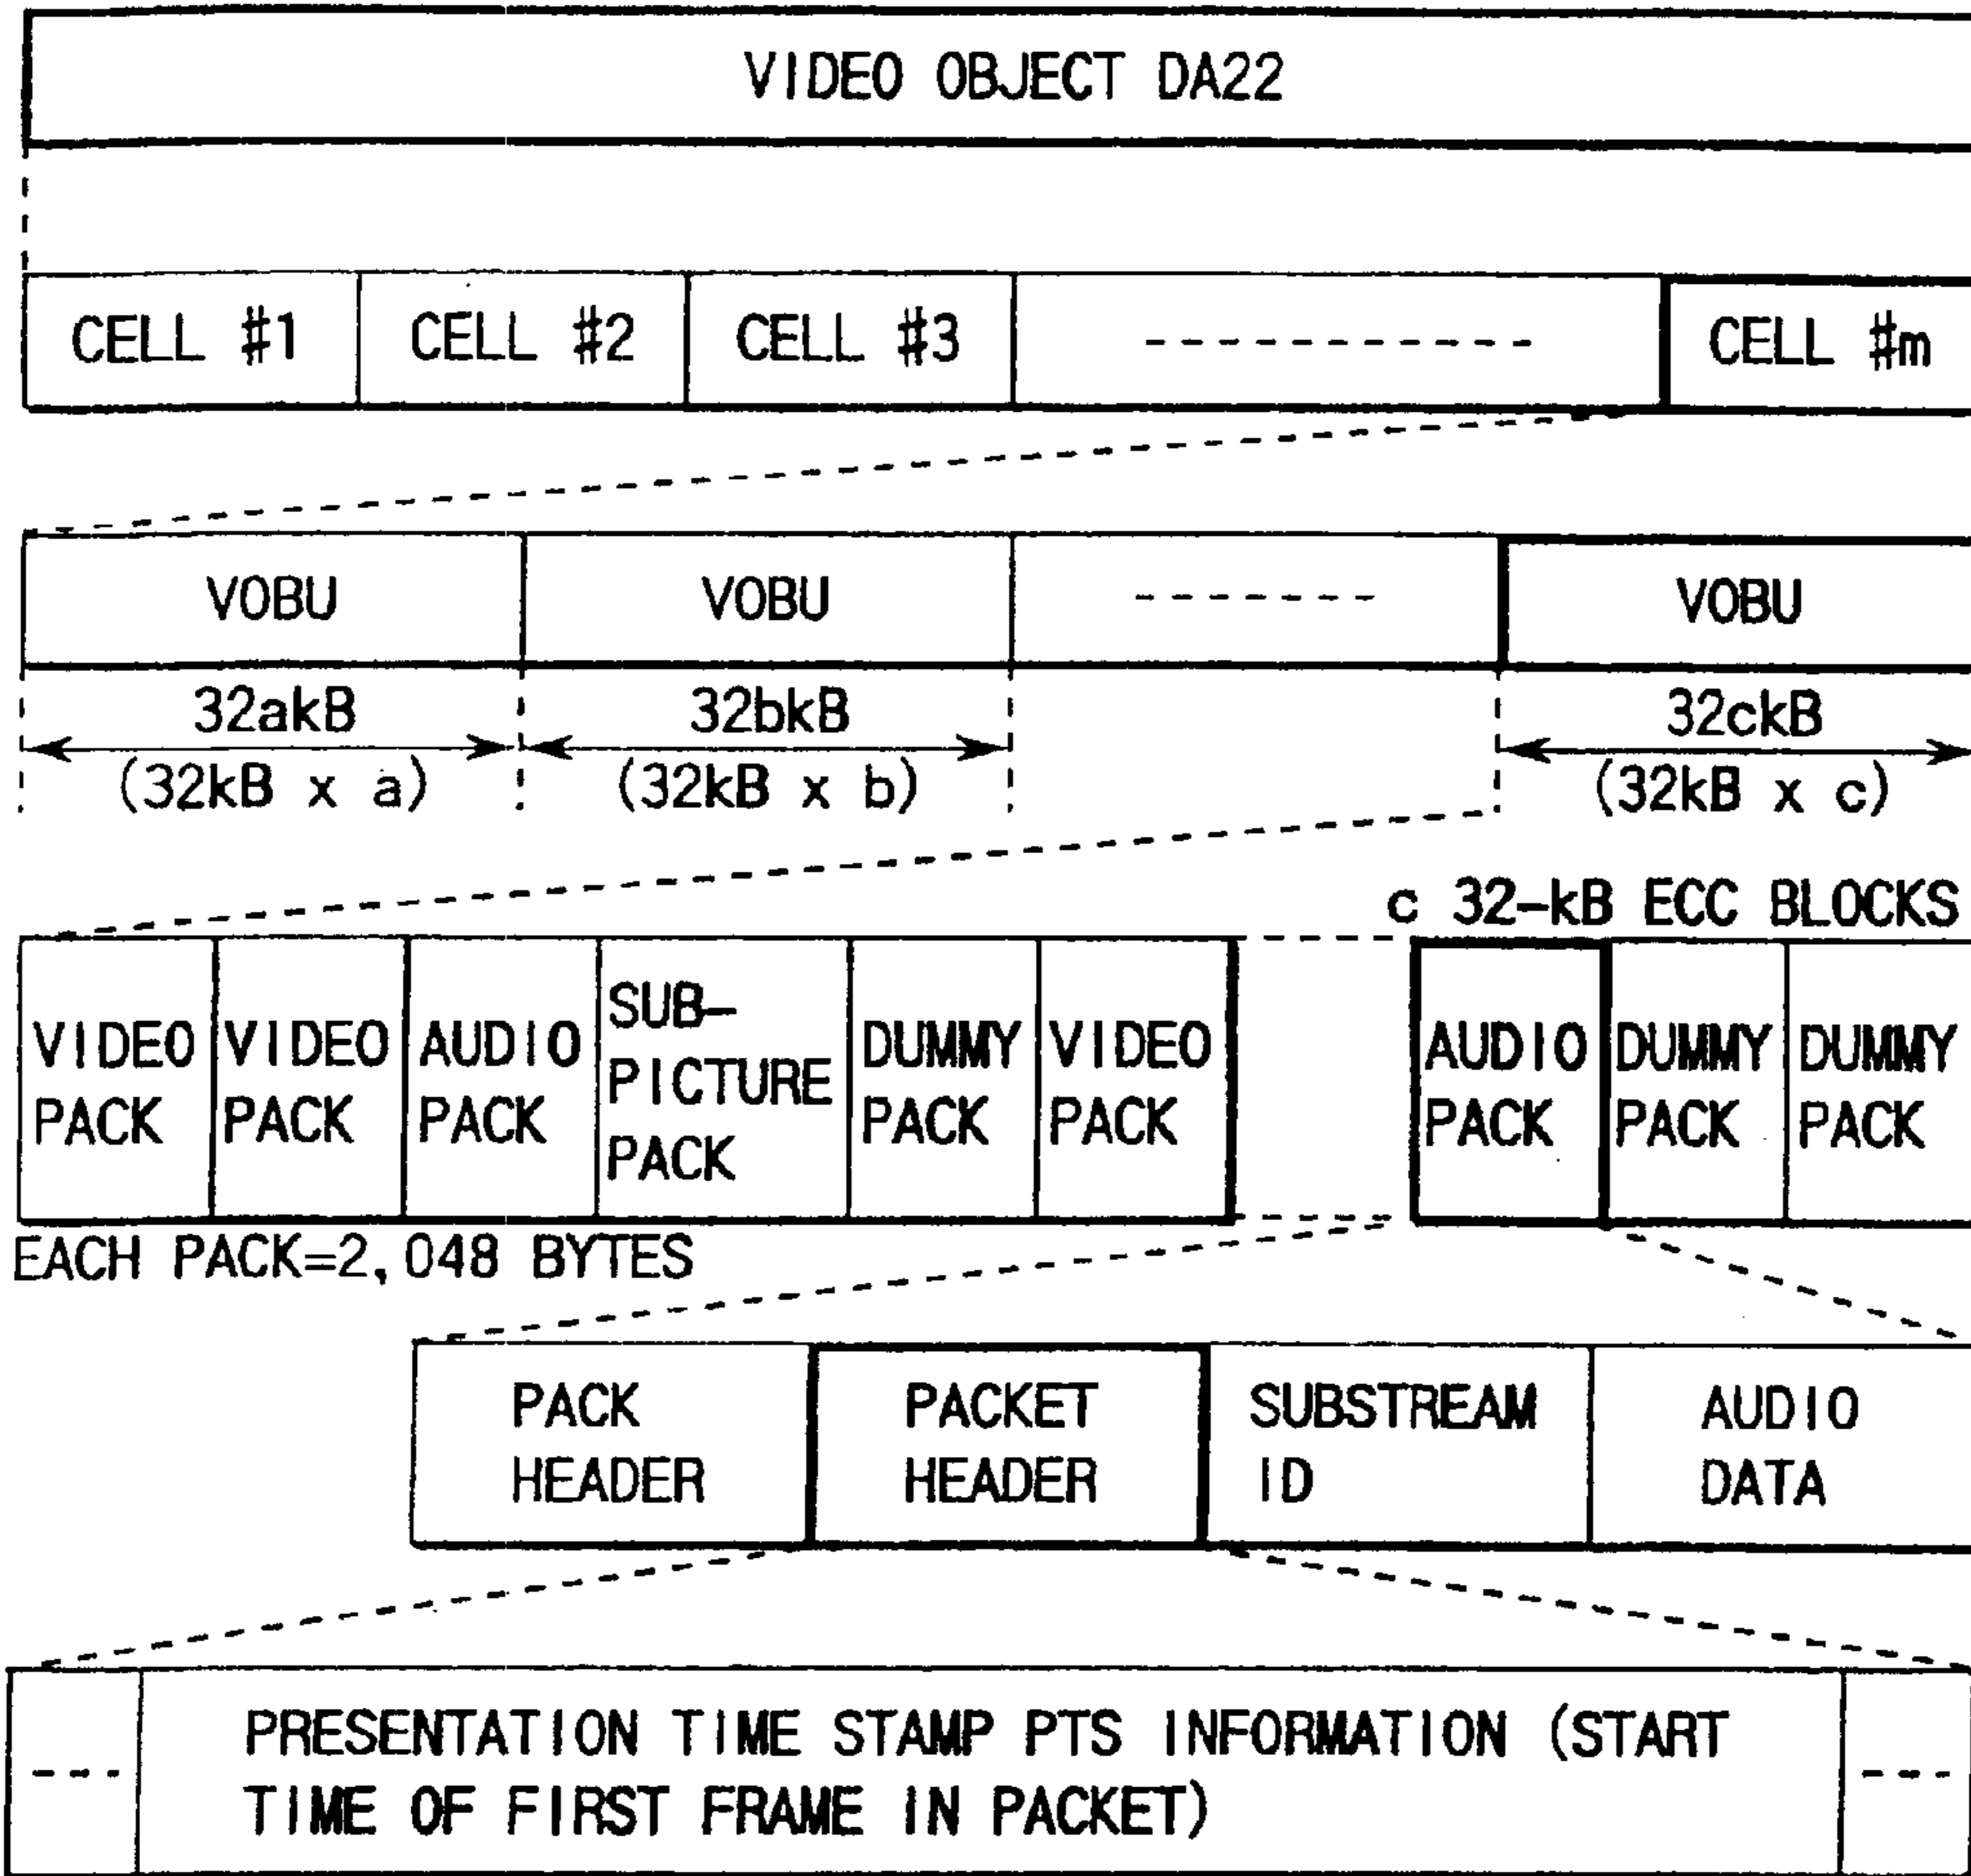 VIDEO OBJECT DA22
CELL #1 CELL #2 CELL #3 ------------ CELL #m
VOBU VOBU ------- VOBU
32akB 32bkB 32ckB
(32kB x a) (32kB x b) (32kB x c)
c 32-kB ECC BLOCKS
VIDEO PACK
VIDEO PACK
AUDIO PACK
SUB-
PICTURE
PACK
DUMMY PACK
VIDEO PACK
AUDIO PACK
DUMMY PACK
DUMMY PACK
EACH PACK=2,048 BYTES
PACK
HEADER
PACKET
HEADER
SUBSTREAM
ID
AUDIO
DATA
--- PRESENTATION TIME STAMP PTS INFORMATION (START ---
TIME OF FIRST FRAME IN PACKET)